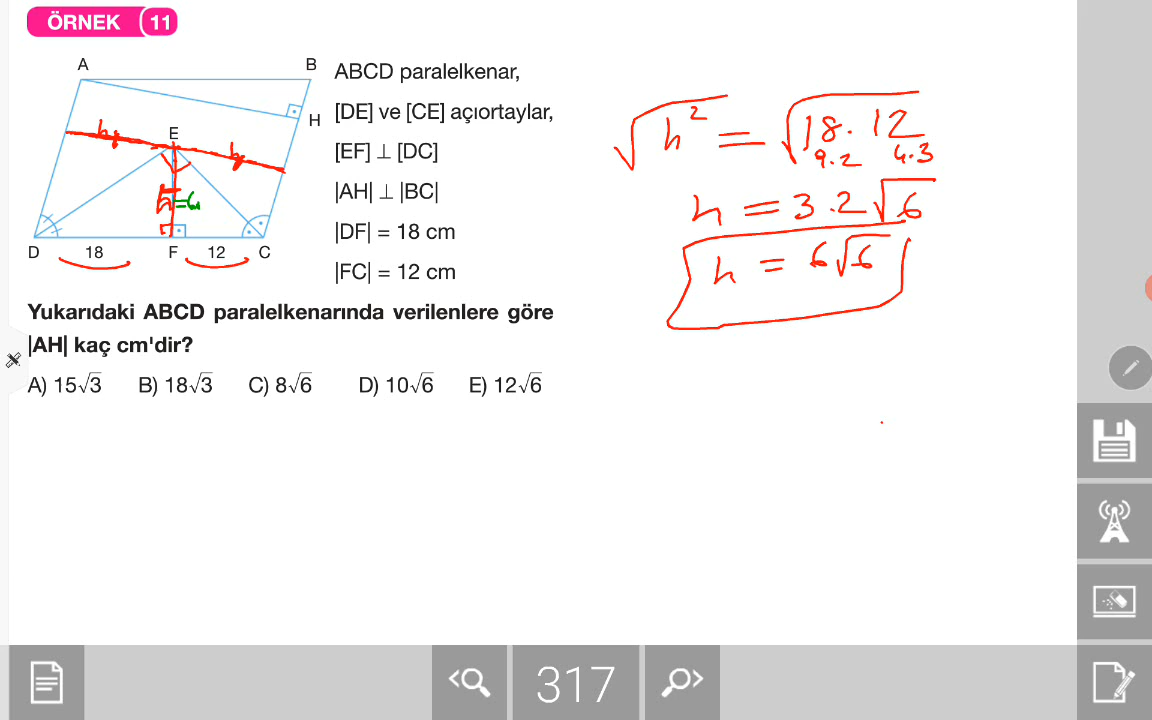 ÖRNEK 11
A
B
H
E
h
h
h = 6√
D
18
F
12
C
ABCD paralelkenar,
[DE] ve [CE] açıortaylar,
[EF] ⊥ [DC]
|AH| ⊥ |BC|
|DF| = 18 cm
|FC| = 12 cm
Yukarıdaki ABCD paralelkenarında verilenlere göre
|AH| kaç cm'dir?
A) 15√3 B) 18√3 C) 8√6 D) 10√6 E) 12√6
√h² = √18. 12
9.2 4.3
h = 3.2√6
h = 6√6
317